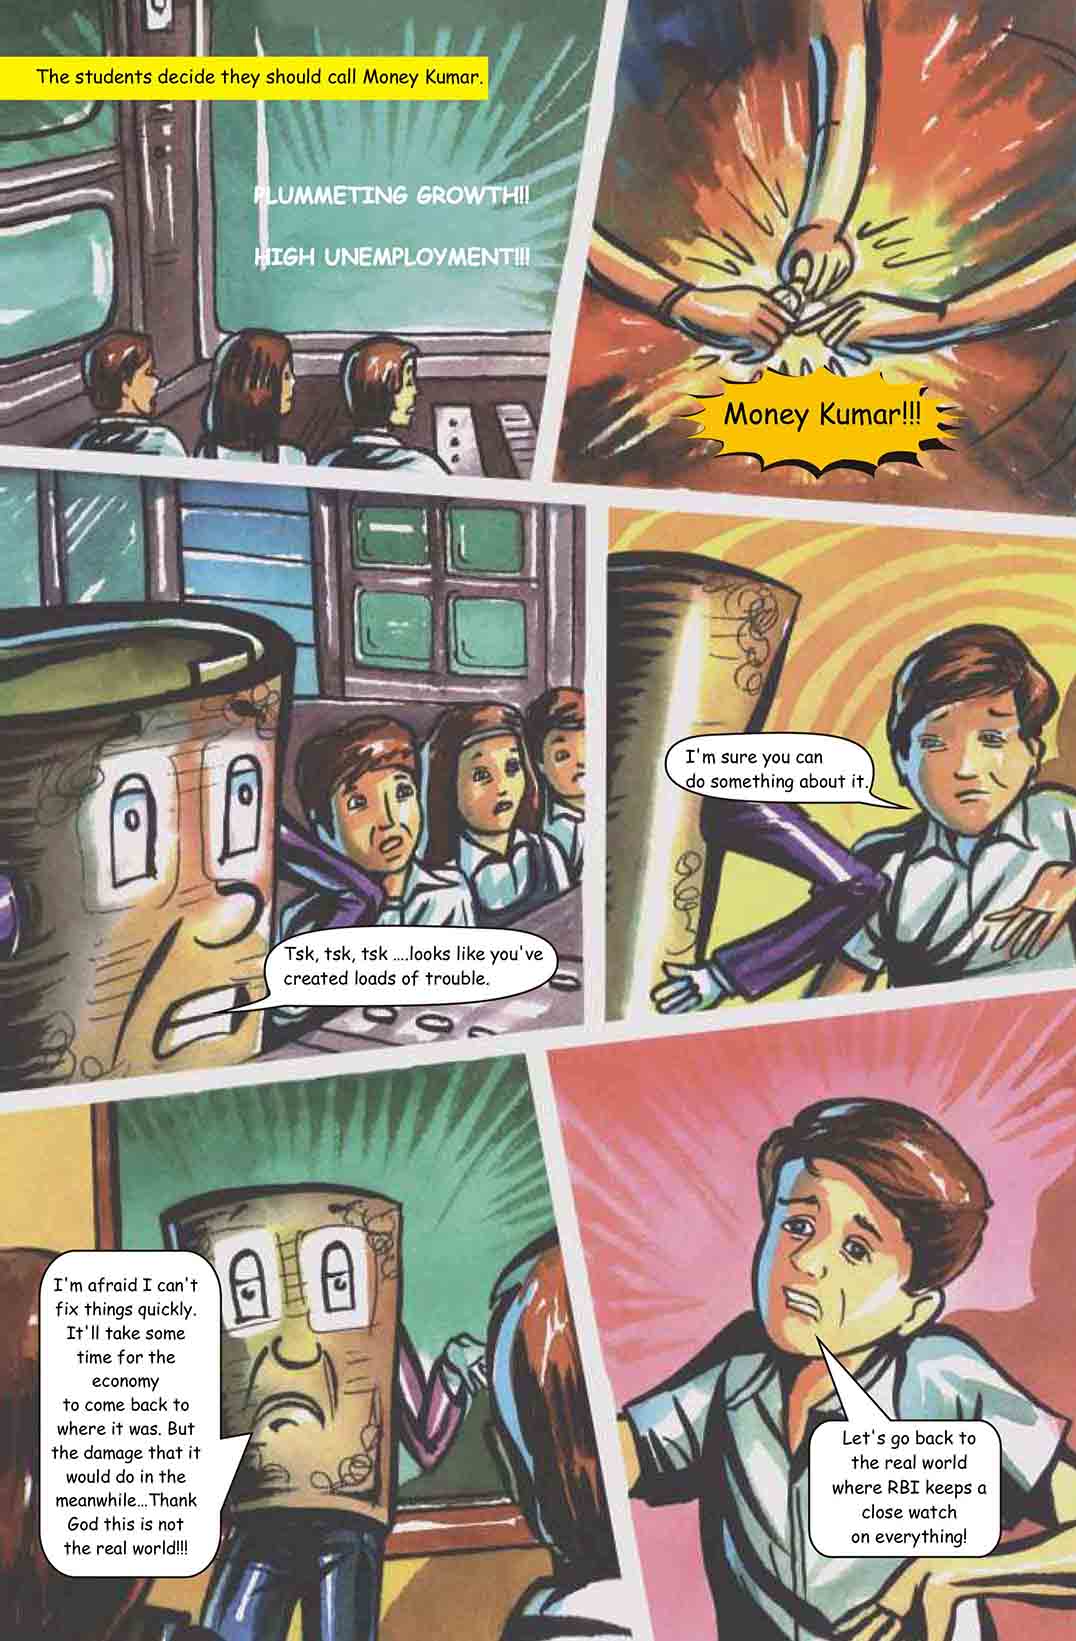 The students decide they should call Money Kumar.
PLUMMETING GROWTH!!
HIGH UNEMPLOYMENT!!!
Money Kumar!!!
Tsk, tsk, tsk ....looks like you've
created loads of trouble.
I'm sure you can
do something about it.
I'm afraid I can't
fix things quickly.
It'll take some
time for the
economy
to come back to
where it was. But
the damage that it
would do in the
meanwhile...Thank
God this is not
the real world!!!
Let's go back to
the real world
where RBI keeps a
close watch
on everything!